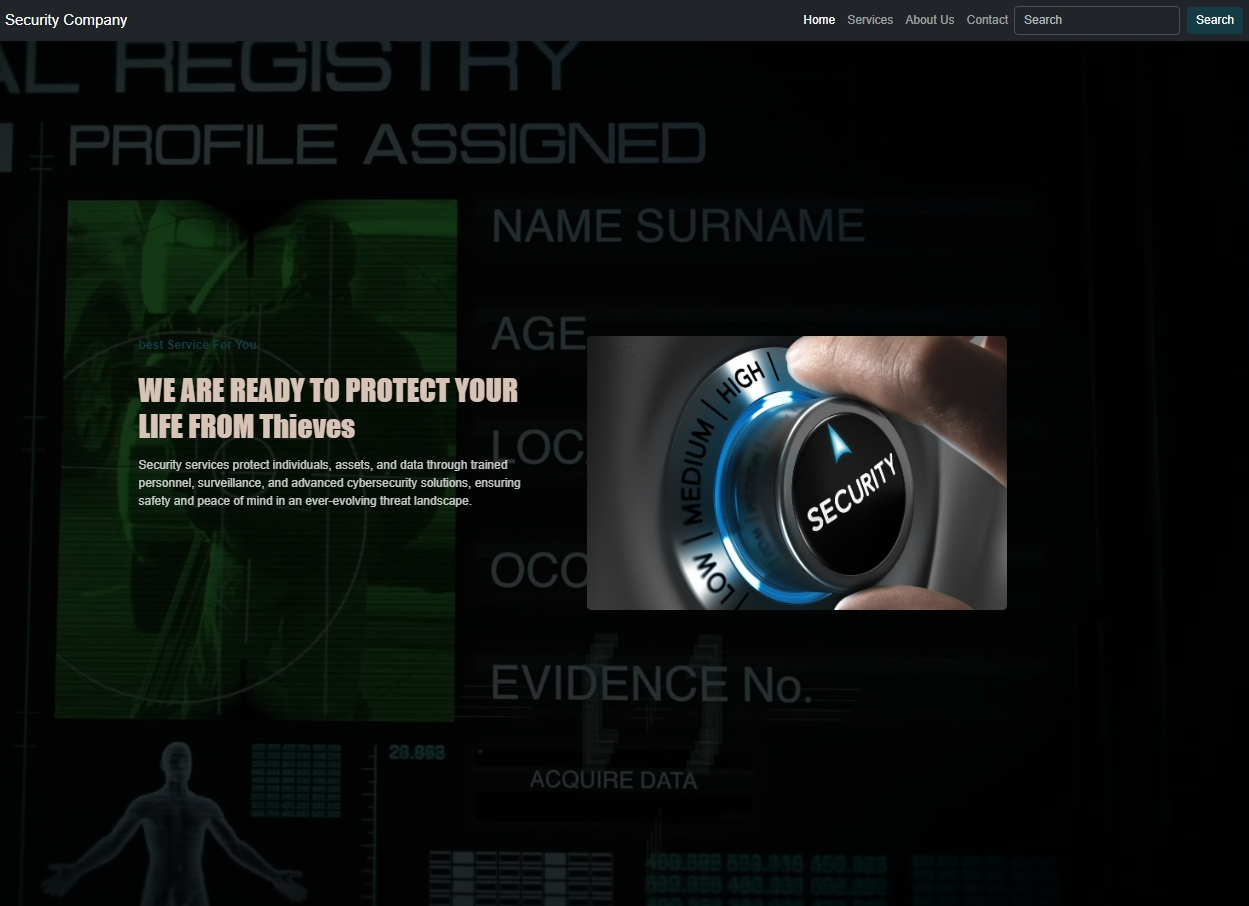 Security Company
Home Services About Us Contact Search Search
AL REGISTRY
PROFILE ASSIGNED
NAME SURNAME
AGE
best Service For You
WE ARE READY TO PROTECT YOUR
LIFE FROM Thieves
Security services protect individuals, assets, and data through trained
personnel, surveillance, and advanced cybersecurity solutions, ensuring
safety and peace of mind in an ever-evolving threat landscape.
LOC
OCC
HIGH
MEDIUM
LOW
SECURITY
EVIDENCE No.
26.863
ACQUIRE DATA